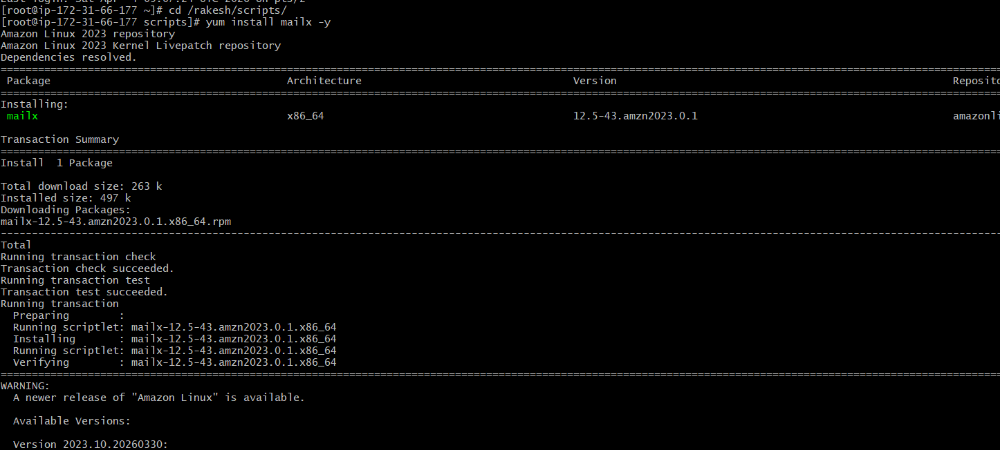 [root@ip-172-31-66-177 ~]# cd /rakesh/scripts/
[root@ip-172-31-66-177 scripts]# yum install mailx -y
Amazon Linux 2023 repository
Amazon Linux 2023 Kernel Livepatch repository
Dependencies resolved.
Package Architecture Version Reposito
Installing:
mailx x86_64 12.5-43.amzn2023.0.1 amazonli
Transaction Summary
Install 1 Package
Total download size: 263 k
Installed size: 497 k
Downloading Packages:
mailx-12.5-43.amzn2023.0.1.x86_64.rpm
Total
Running transaction check
Transaction check succeeded.
Running transaction test
Transaction test succeeded.
Running transaction
Preparing :
Running scriptlet: mailx-12.5-43.amzn2023.0.1.x86_64
Installing : mailx-12.5-43.amzn2023.0.1.x86_64
Running scriptlet: mailx-12.5-43.amzn2023.0.1.x86_64
Verifying : mailx-12.5-43.amzn2023.0.1.x86_64
WARNING:
A newer release of "Amazon Linux" is available.
Available Versions:
Version 2023.10.20260330: